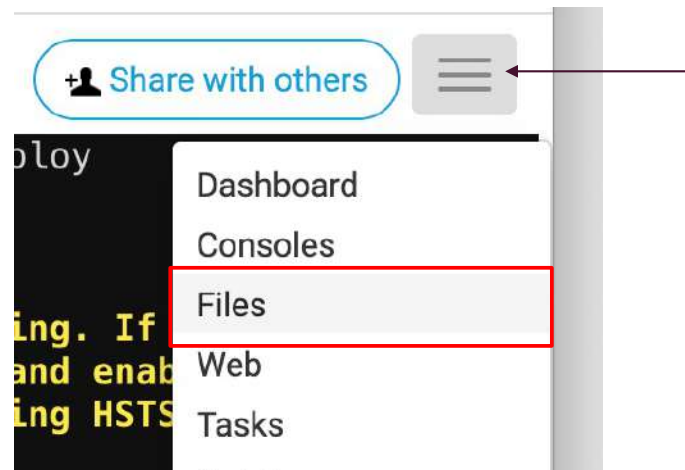 Share with others
ploy
Dashboard
Consoles
Files
ing. If
Web
and enab
ing HSTS
Tasks